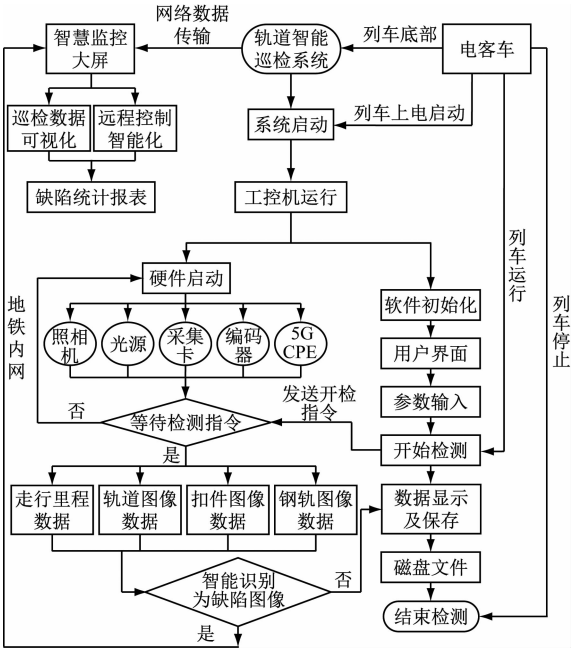 网络数据
传输
智慧监控
大屏
轨道智能
巡检系统
列车底部
电客车
巡检数据
可视化
远程控制
智能化
系统启动
列车上电启动
缺陷统计报表
工控机运行
列车运行
列车停止
地铁内网
硬件启动
软件初始化
照相
机
光源
采集
卡
编码
器
5G
CPE
用户界面
发送开检
指令
参数输入
否
等待检测指令
开始检测
是
走行里程
数据
轨道图像
数据
扣件图像
数据
钢轨图像
数据
数据显示
及保存
智能识别
为缺陷图像
否
磁盘文件
是
结束检测